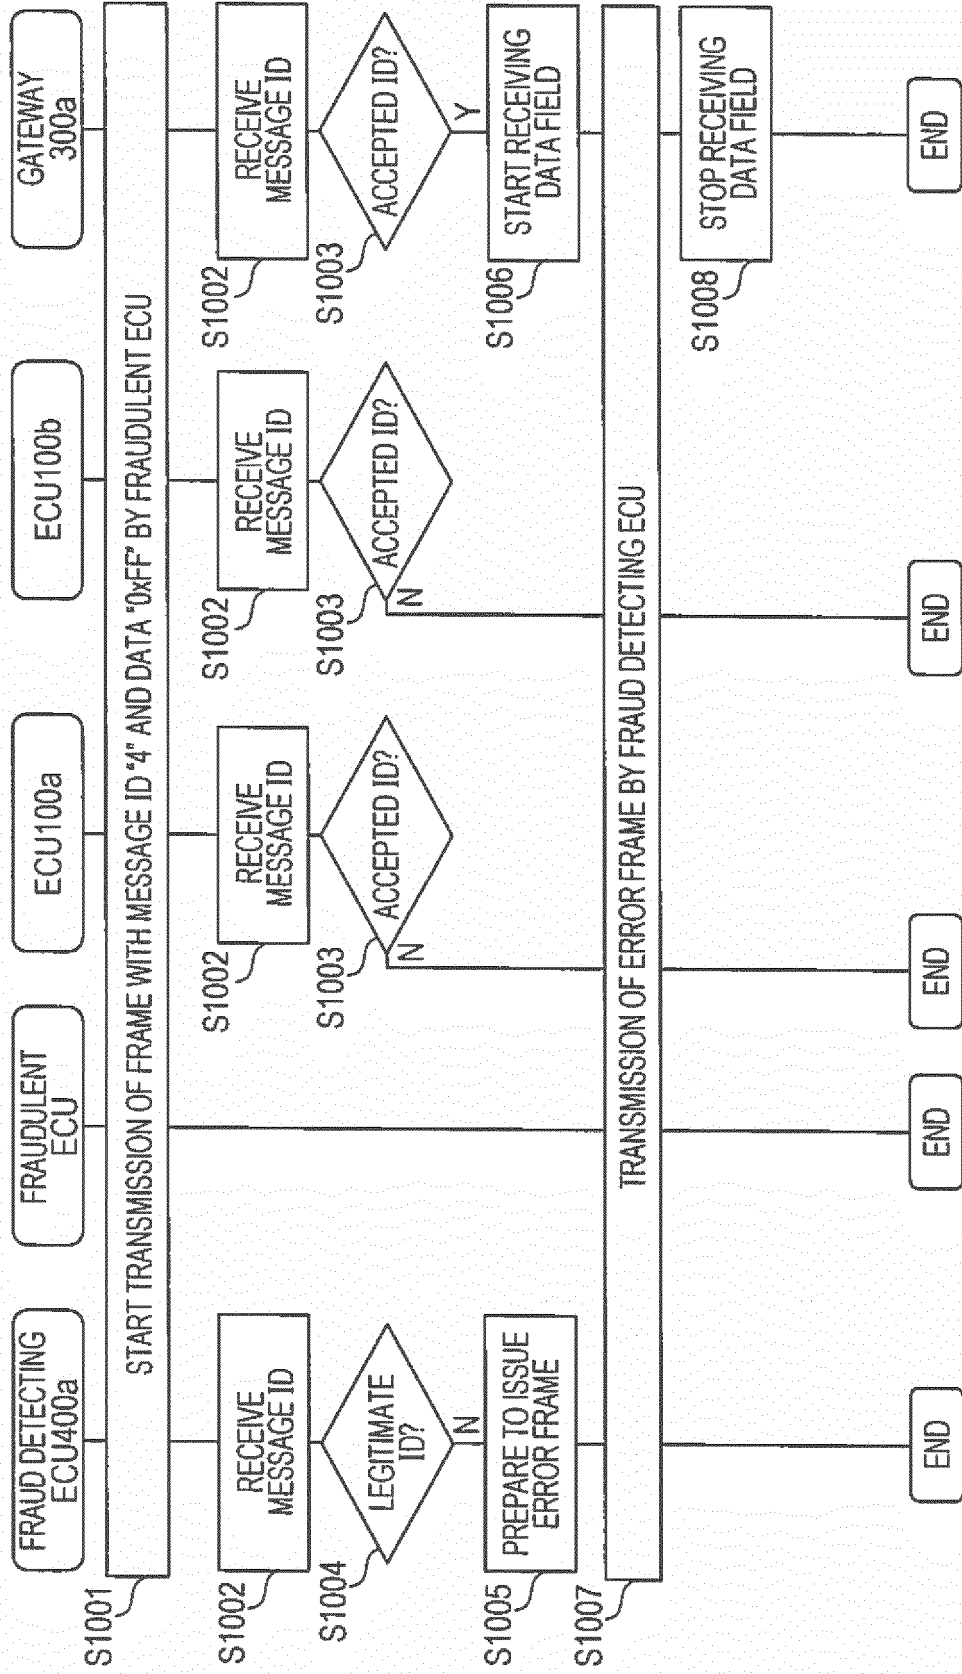 FRAUD DETECTING
ECU400a
FRAUDULENT
ECU
ECU100a
ECU100b
GATEWAY
300a
S1001
START TRANSMISSION OF FRAME WITH MESSAGE ID "4" AND DATA "0xFF" BY FRAUDULENT ECU
S1002
RECEIVE
MESSAGE ID
S1002
RECEIVE
MESSAGE ID
S1002
RECEIVE
MESSAGE ID
S1002
RECEIVE
MESSAGE ID
S1004
LEGITIMATE
ID?
N
S1003
ACCEPTED ID?
N
S1003
ACCEPTED ID?
N
S1003
ACCEPTED ID?
Y
S1005
PREPARE TO ISSUE
ERROR FRAME
S1006
START RECEIVING
DATA FIELD
S1007
TRANSMISSION OF ERROR FRAME BY FRAUD DETECTING ECU
S1008
STOP RECEIVING
DATA FIELD
END
END
END
END
END